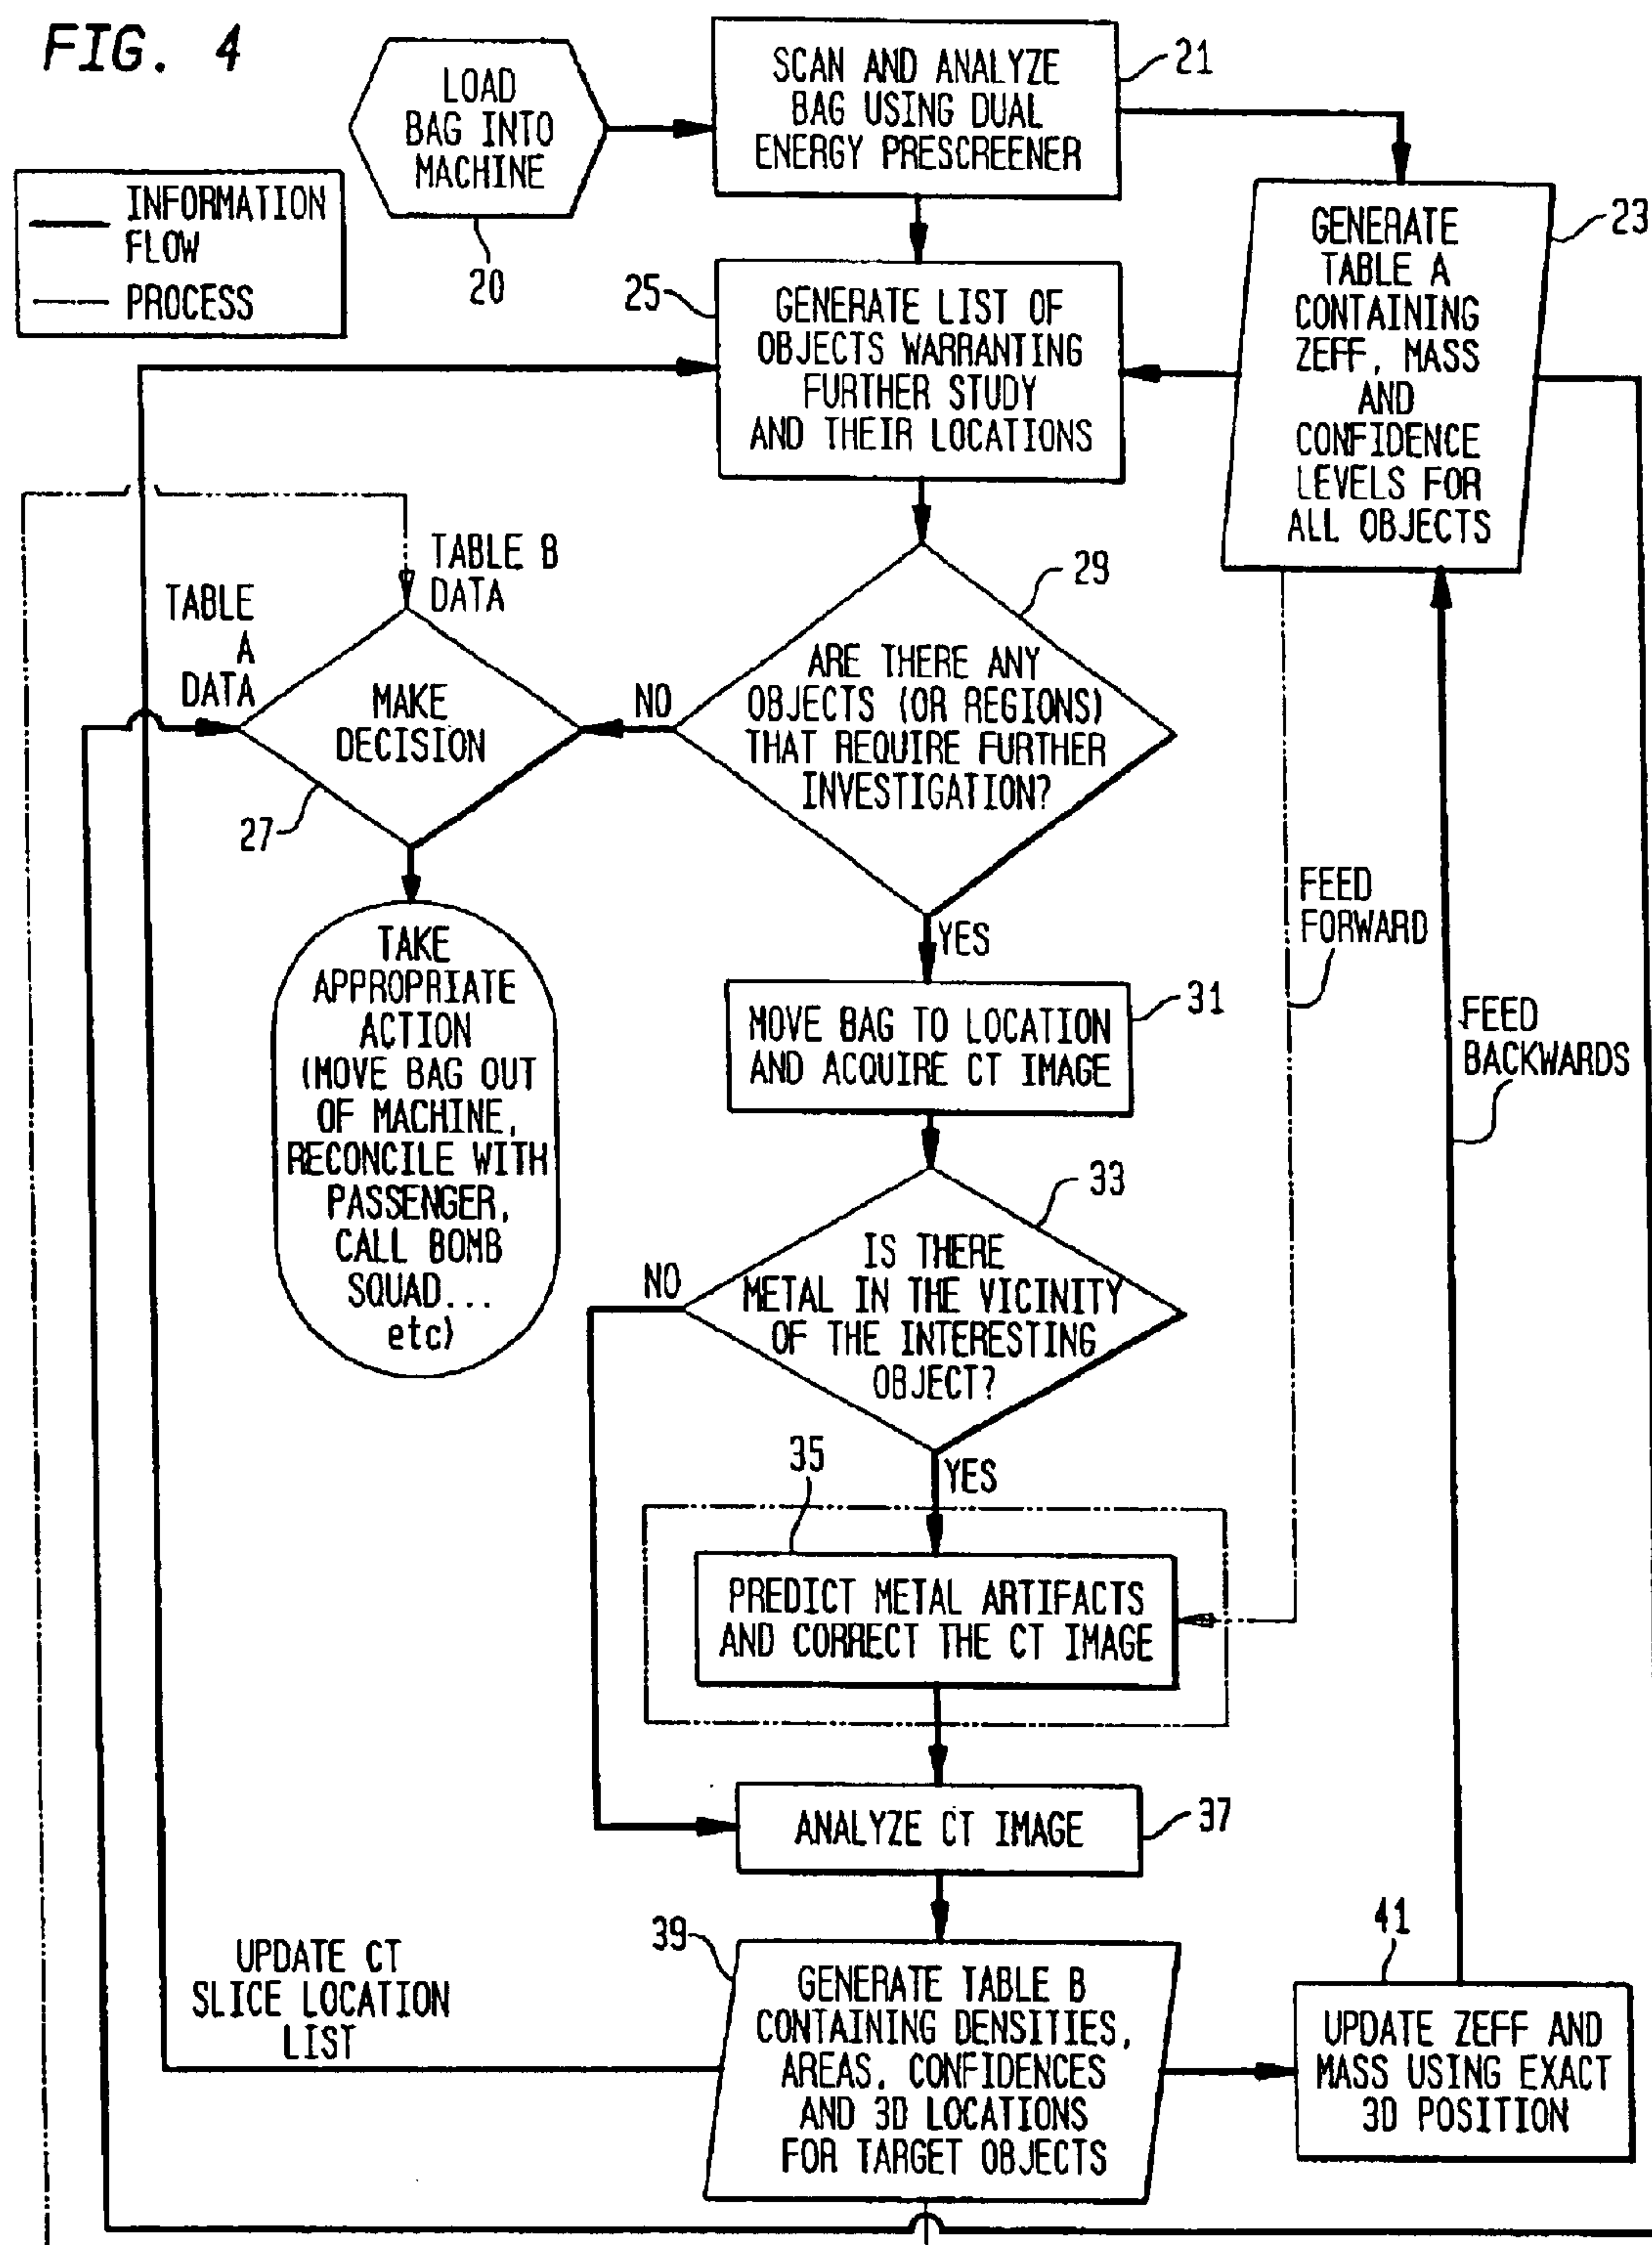 FIG. 4
LOAD
BAG INTO
MACHINE
20
SCAN AND ANALYZE
BAG USING DUAL
ENERGY PRESCREENER
21
INFORMATION
FLOW
PROCESS
GENERATE
TABLE A
CONTAINING
ZEFF, MASS
AND
CONFIDENCE
LEVELS FOR
ALL OBJECTS
23
25
GENERATE LIST OF
OBJECTS WARRANTING
FURTHER STUDY
AND THEIR LOCATIONS
TABLE B
DATA
TABLE
A
DATA
MAKE
DECISION
27
NO
29
ARE THERE ANY
OBJECTS (OR REGIONS)
THAT REQUIRE FURTHER
INVESTIGATION?
YES
FEED
FORWARD
FEED
BACKWARDS
TAKE
APPROPRIATE
ACTION
(MOVE BAG OUT
OF MACHINE,
RECONCILE WITH
PASSENGER,
CALL BOMB
SQUAD...
etc)
MOVE BAG TO LOCATION
AND ACQUIRE CT IMAGE
31
33
IS THERE
METAL IN THE VICINITY
OF THE INTERESTING
OBJECT?
NO
YES
35
PREDICT METAL ARTIFACTS
AND CORRECT THE CT IMAGE
ANALYZE CT IMAGE
37
39
GENERATE TABLE B
CONTAINING DENSITIES,
AREAS, CONFIDENCES
AND 3D LOCATIONS
FOR TARGET OBJECTS
UPDATE CT
SLICE LOCATION
LIST
41
UPDATE ZEFF AND
MASS USING EXACT
3D POSITION